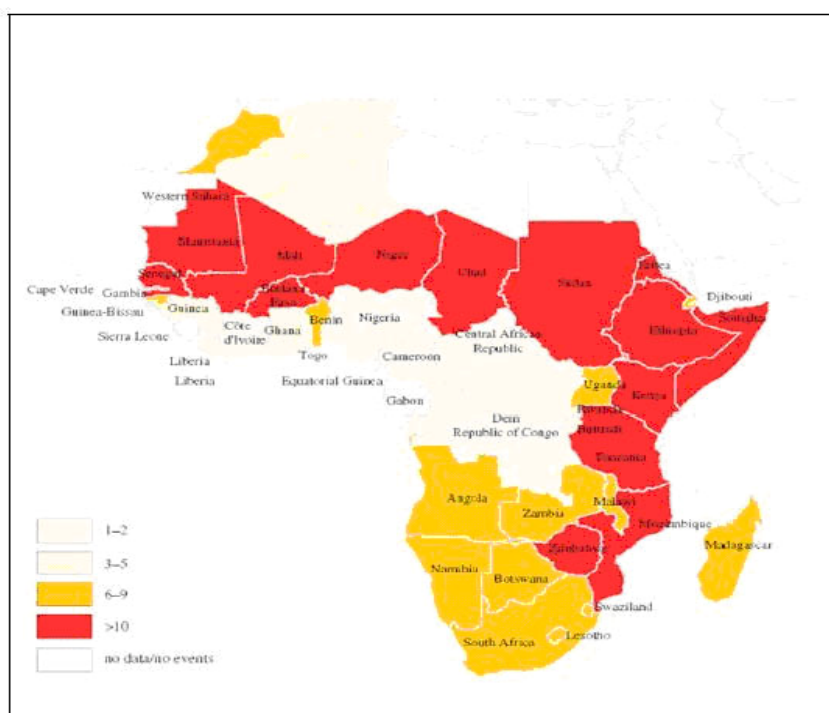 Western Sahara
Mauritania
Mali
Niger
Chad
Sudan
Eritrea
Djibouti
Cape Verde
Senegal
Gambia
Guinea-Bissau
Guinea
Burkina
Faso
Benin
Nigeria
Somalia
Ethiopia
Sierra Leone
Côte
d'Ivoire
Ghana
Togo
Central African
Republic
Cameroon
Liberia
Liberia
Equatorial Guinea
Gabon
Uganda
Kenya
Rwanda
Burundi
Dem
Republic of Congo
Tanzania
Angola
Zambia
Malawi
Mozambique
Zimbabwe
Madagascar
Namibia
Botswana
Swaziland
South Africa
Lesotho
1–2
3–5
6–9
>10
no data/no events